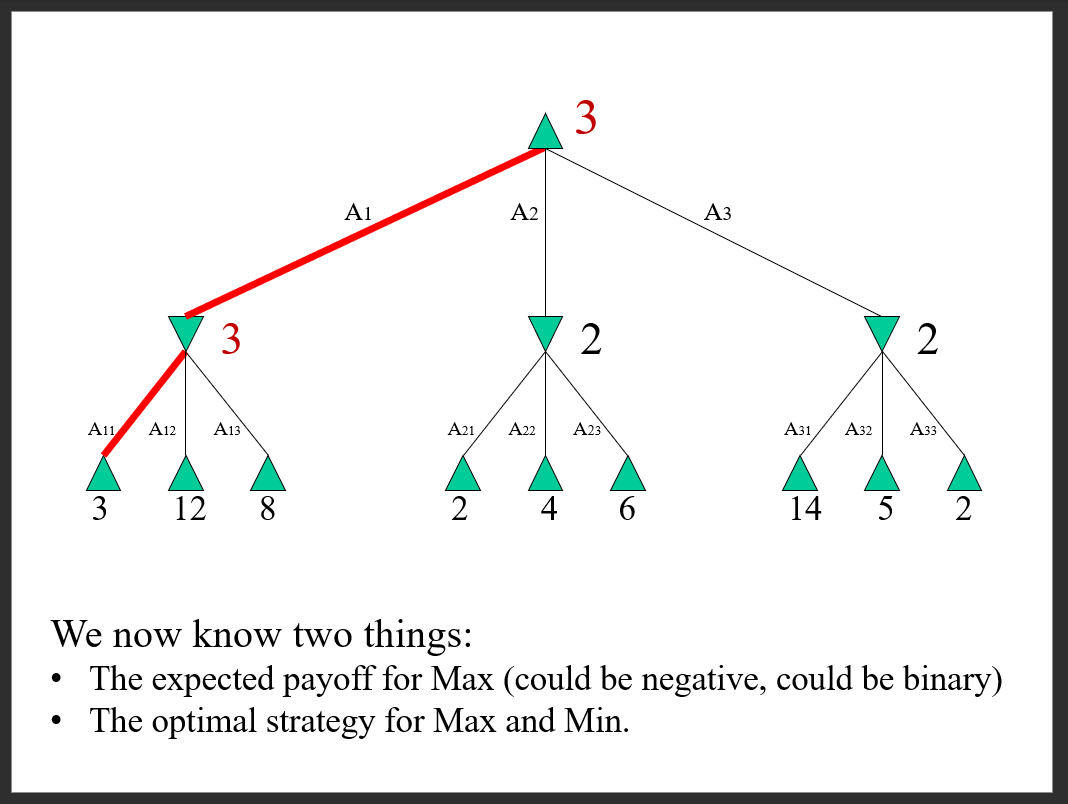 3
A1 A2 A3
3 2 2
A11 A12 A13 A21 A22 A23 A31 A32 A33
3 12 8 2 4 6 14 5 2
We now know two things:
• The expected payoff for Max (could be negative, could be binary)
• The optimal strategy for Max and Min.